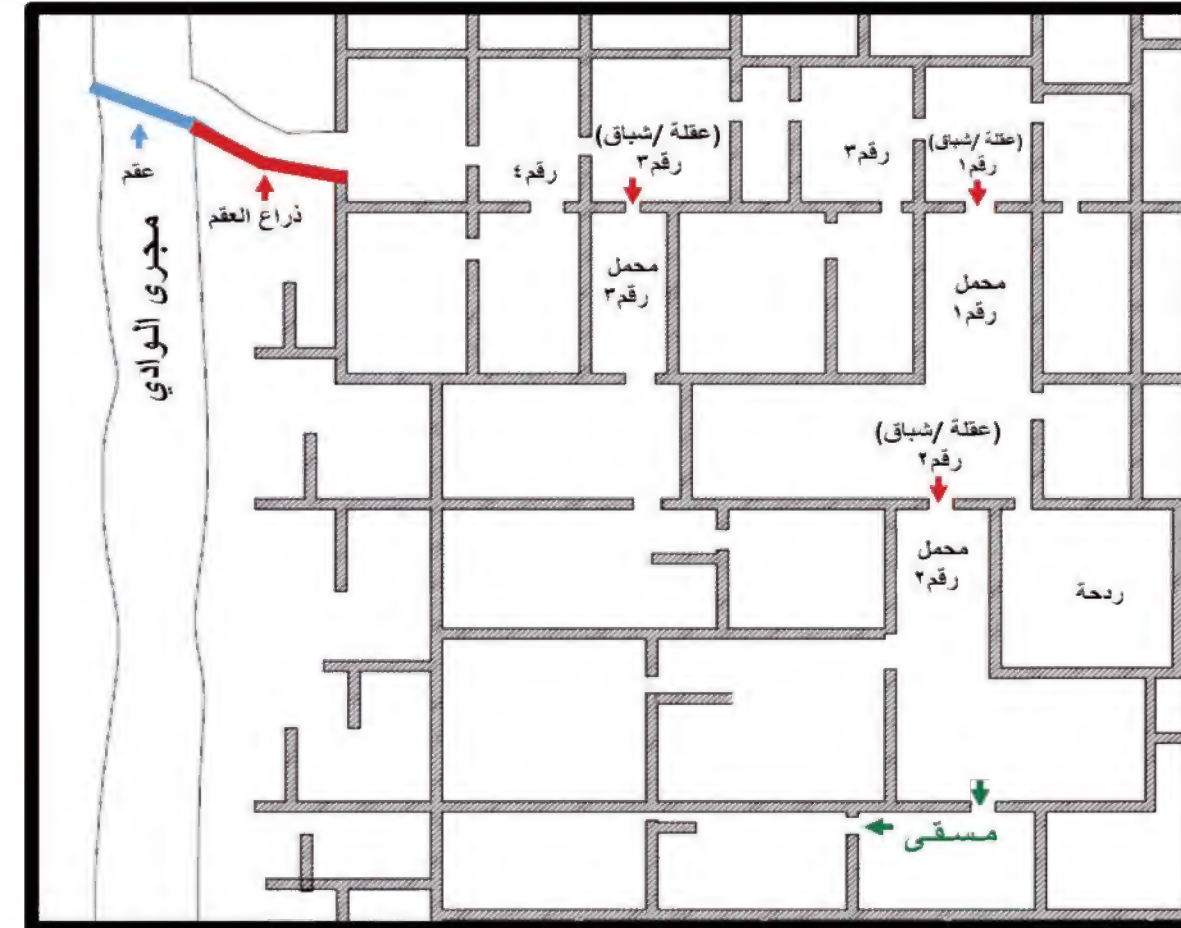 (عقلة /شباق)
رقم١
رقم٣
(عقلة /شباق)
رقم٣
رقم٤
عقم
ذراع العقم
مجرى الوادي
محمل
رقم١
محمل
رقم٣
(عقلة /شباق)
رقم٢
محمل
رقم٢
ردحة
مسقى